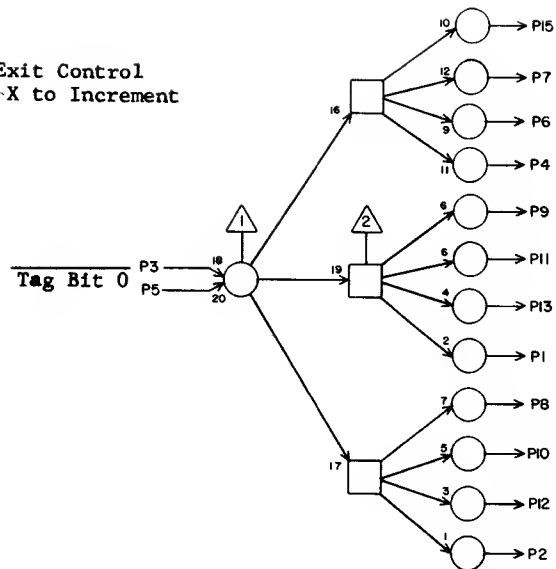 Exit Control
X to Increment
10
P15
12
P7
16
9
P6
11
P4
1
2
6
P9
18
P3
19
6
P11
Tag Bit 0
P5
20
4
P13
2
P1
7
P8
17
5
P10
3
P12
1
P2